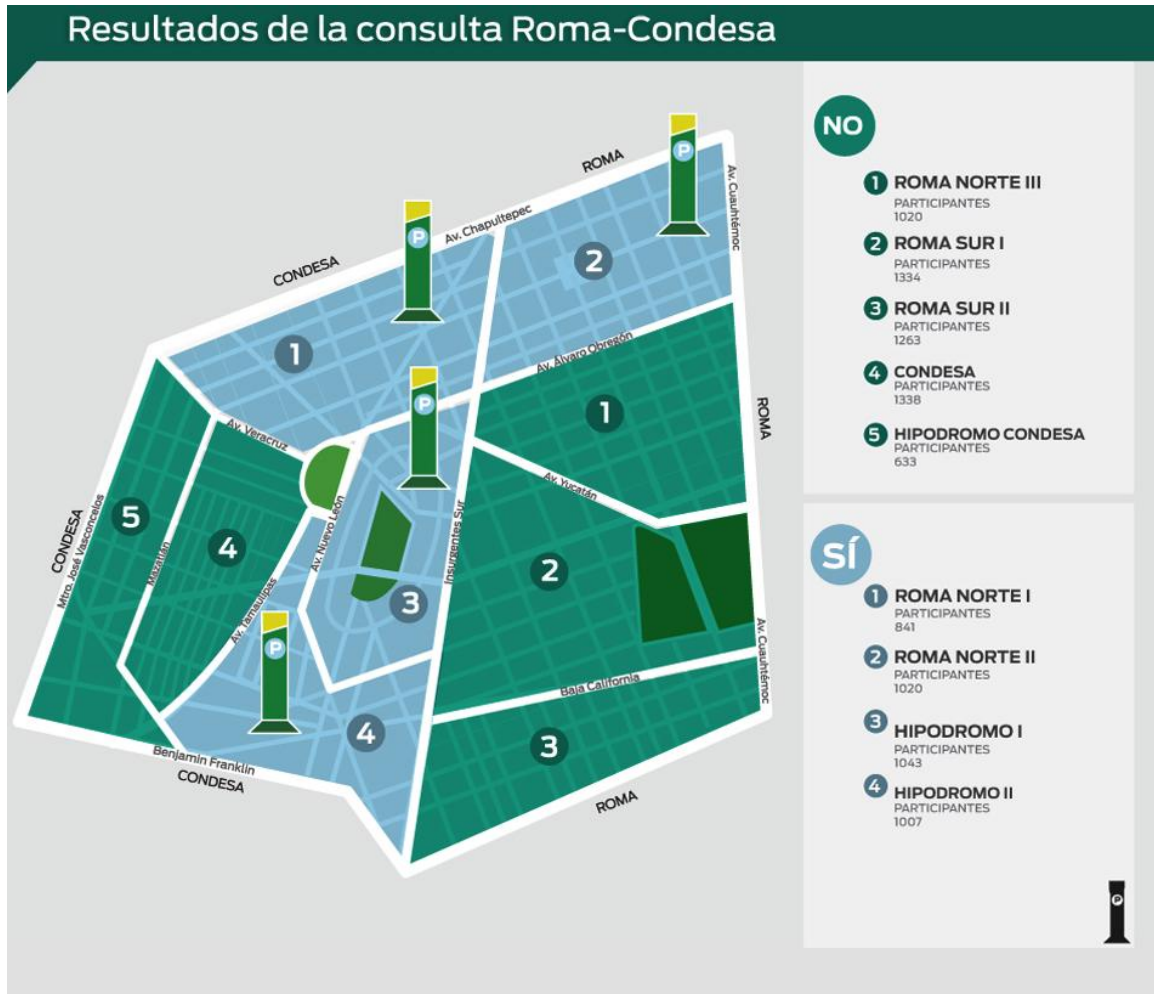 Resultados de la consulta Roma-Condesa
ROMA
P
Av. Cuauhtémoc
Av. Chapultepec
P
CONDESA
2
1
Av. Álvaro Obregón
P
1
ROMA
Av. Veracruz
Av. Yucatán
5
4
CONDESA
Mtro. José Vasconcelos
Mazatlán
Av. Nuevo León
Insurgentes Sur
2
3
Av. Tamaulipas
P
Av. Cuauhtémoc
Baja California
4
3
Benjamin Franklin
CONDESA
ROMA
NO
1 ROMA NORTE III
PARTICIPANTES
1020
2 ROMA SUR I
PARTICIPANTES
1334
3 ROMA SUR II
PARTICIPANTES
1263
4 CONDESA
PARTICIPANTES
1338
5 HIPODROMO CONDESA
PARTICIPANTES
633
SÍ
1 ROMA NORTE I
PARTICIPANTES
841
2 ROMA NORTE II
PARTICIPANTES
1020
3 HIPODROMO I
PARTICIPANTES
1043
4 HIPODROMO II
PARTICIPANTES
1007
P